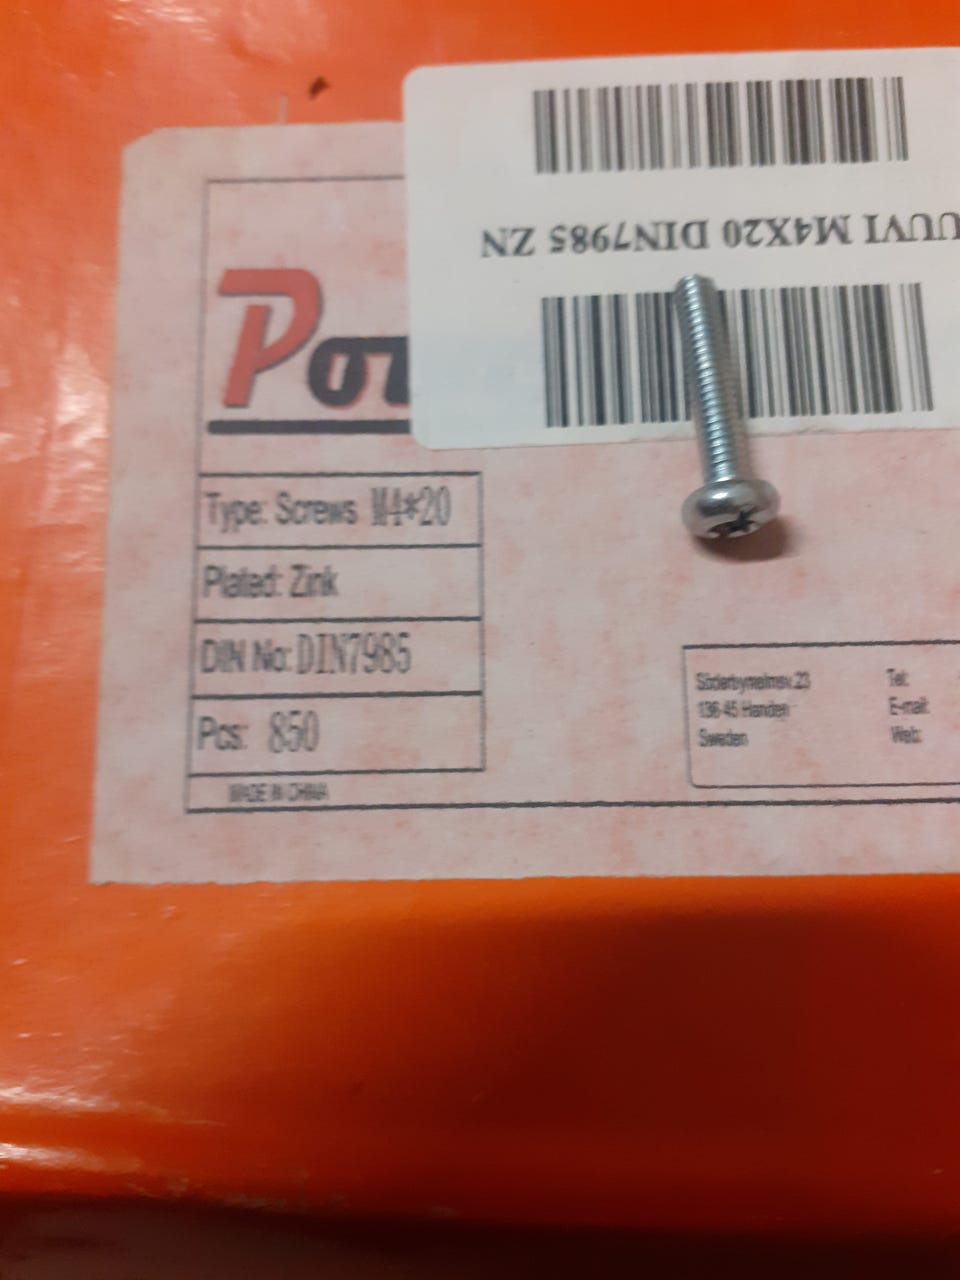 UUVI M4X20 DIN7985 ZN
Pow
Type: Screws M4*20
Plated: Zink
DIN No: DIN7985
Pcs: 850
MADE IN CHINA
136 45 Handen
Sweden
Tel:
E-mail:
Web: